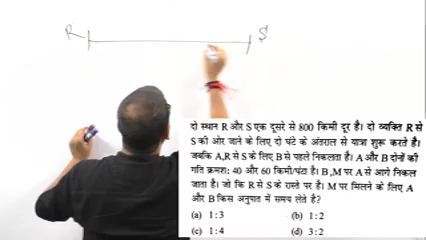 R S
दो स्थान R और S एक दूसरे से 800 किमी दूर है। दो व्यक्ति R से
S की ओर जाने के लिए दो घंटे के अंतराल से यात्रा शुरू करते है।
जबकि A,R से S के लिए B से पहले निकलता है। A और B दोनों की
गति क्रमशः 40 और 60 किमी/घंटा है। B ,M पर A से आगे निकल
जाता है। जो कि R से S के रास्ते पर है। M पर मिलने के लिए A
और B किस अनुपात में समय लेते है?
(a) 1 : 3 (b) 1 : 2
(c) 1 : 4 (d) 3 : 2